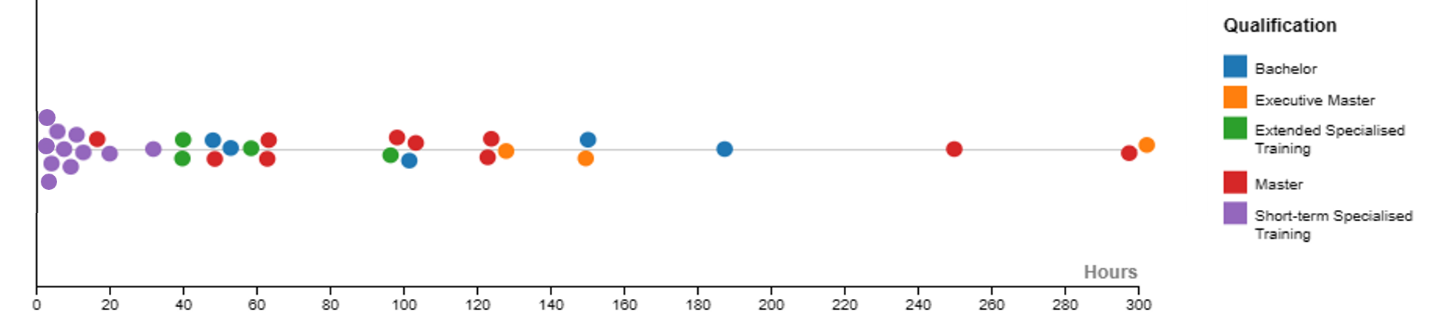 Qualification
Bachelor
Executive Master
Extended Specialised
Training
Master
Short-term Specialised
Training
Hours
0 20 40 60 80 100 120 140 160 180 200 220 240 260 280 300